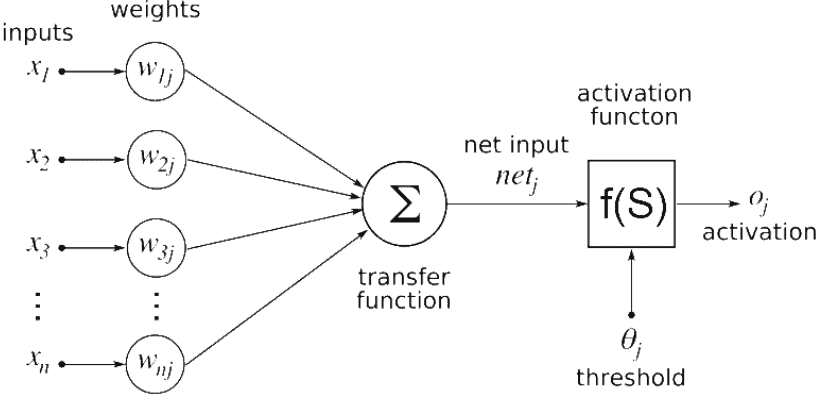 weights
inputs
x1
w1j
activation
functon
x2
w2j
net input
netj
Σ
f(S)
oj
activation
x3
w3j
transfer
function
⋮ ⋮
θj
xn
wnj
threshold